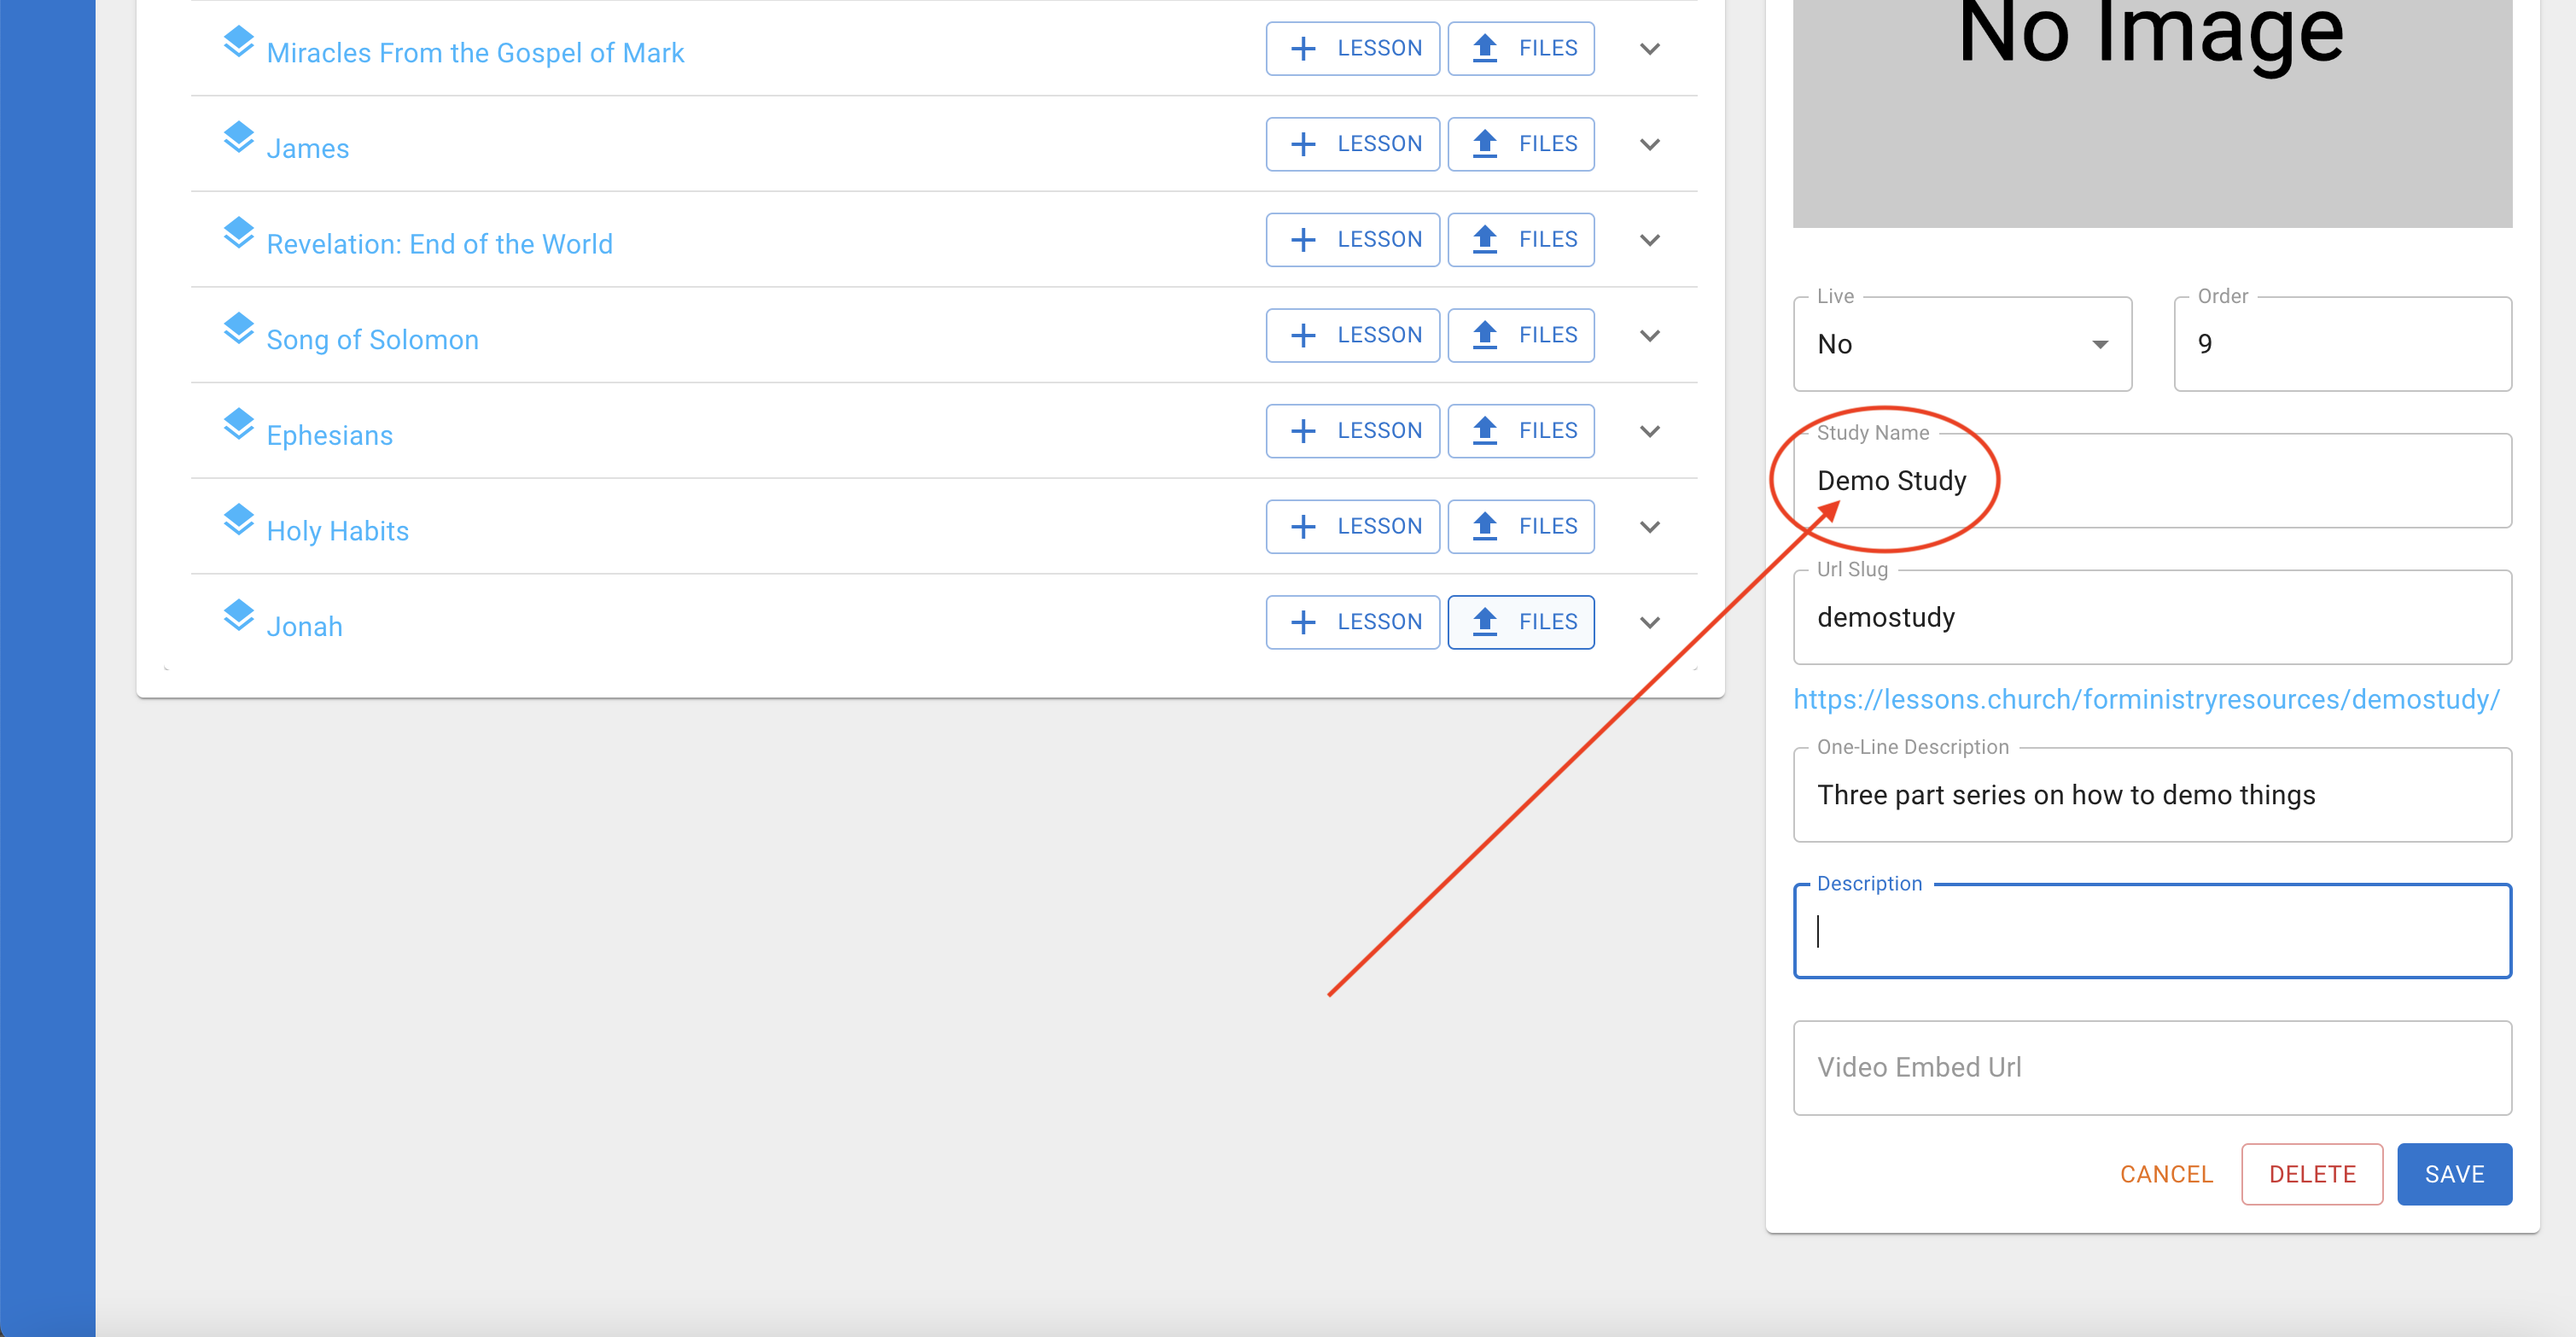 Miracles From the Gospel of Mark
LESSON
FILES
James
LESSON
FILES
Revelation: End of the World
LESSON
FILES
Song of Solomon
LESSON
FILES
Ephesians
LESSON
FILES
Holy Habits
LESSON
FILES
Jonah
LESSON
FILES
No Image
Live
No
Order
9
Study Name
Demo Study
Url Slug
demostudy
https://lessons.church/forministryresources/demostudy/
One-Line Description
Three part series on how to demo things
Description
Video Embed Url
CANCEL
DELETE
SAVE